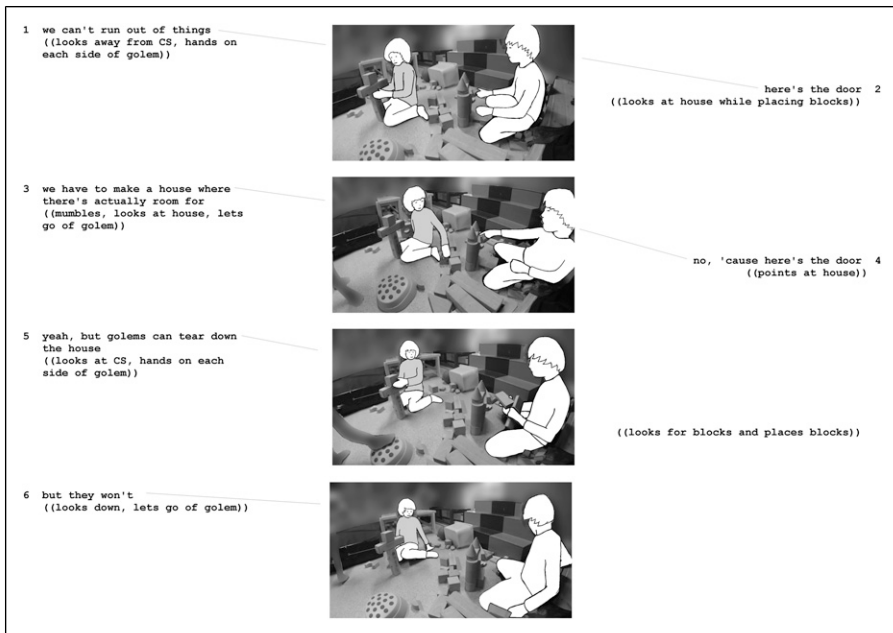 1 we can't run out of things
((looks away from CS, hands on
each side of golem))
here's the door 2
((looks at house while placing blocks))
3 we have to make a house where
there's actually room for
((mumbles, looks at house, lets
go of golem))
no, 'cause here's the door 4
((points at house))
5 yeah, but golems can tear down
the house
((looks at CS, hands on each
side of golem))
((looks for blocks and places blocks))
6 but they won't
((looks down, lets go of golem))